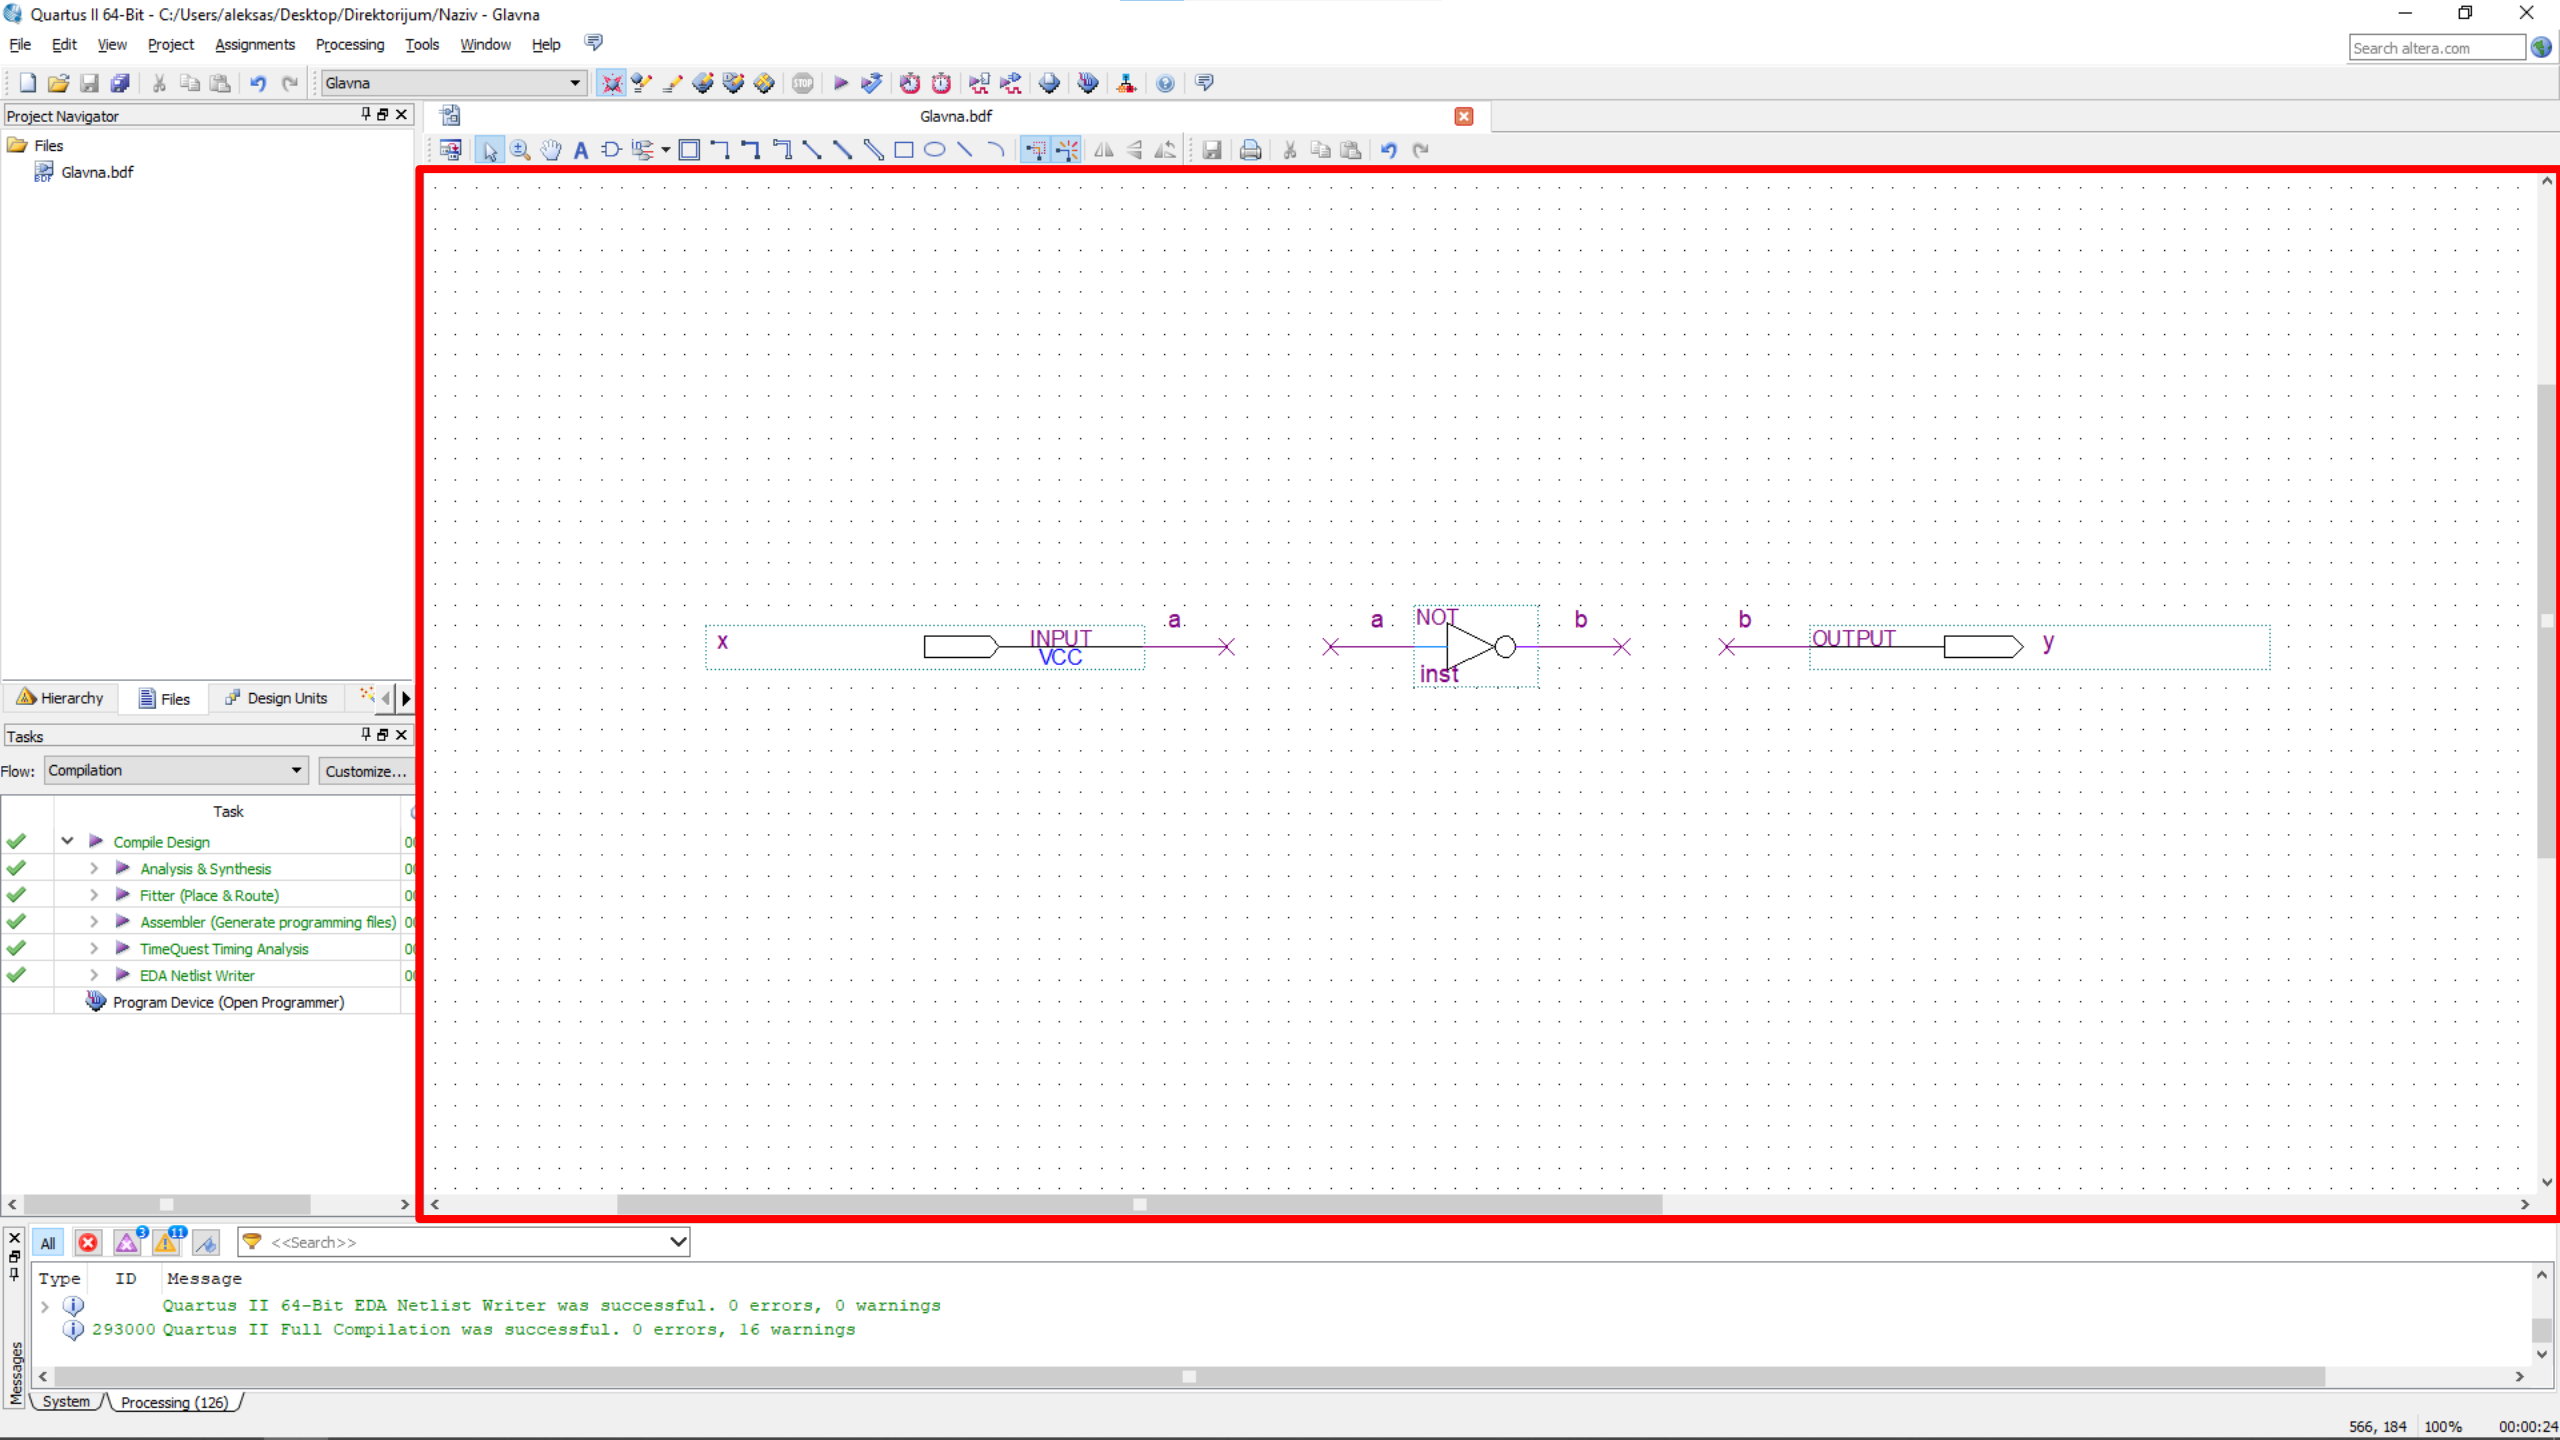 Quartus II 64-Bit - C:/Users/aleksas/Desktop/Direktorijum/Naziv - Glavna
File Edit View Project Assignments Processing Tools Window Help
Search altera.com
Glavna
STOP
Project Navigator
Glavna.bdf
Files
Glavna.bdf
a
a
NOT
b
b
x
INPUT
VCC
OUTPUT
y
inst
Hierarchy
Files
Design Units
Tasks
Flow:
Compilation
Customize...
Task
Compile Design
Analysis & Synthesis
Fitter (Place & Route)
Assembler (Generate programming files)
TimeQuest Timing Analysis
EDA Netlist Writer
Program Device (Open Programmer)
All
3
11
<<Search>>
Type ID Message
Quartus II 64-Bit EDA Netlist Writer was successful. 0 errors, 0 warnings
293000 Quartus II Full Compilation was successful. 0 errors, 16 warnings
Messages
System
Processing (126)
566, 184 100% 00:00:24